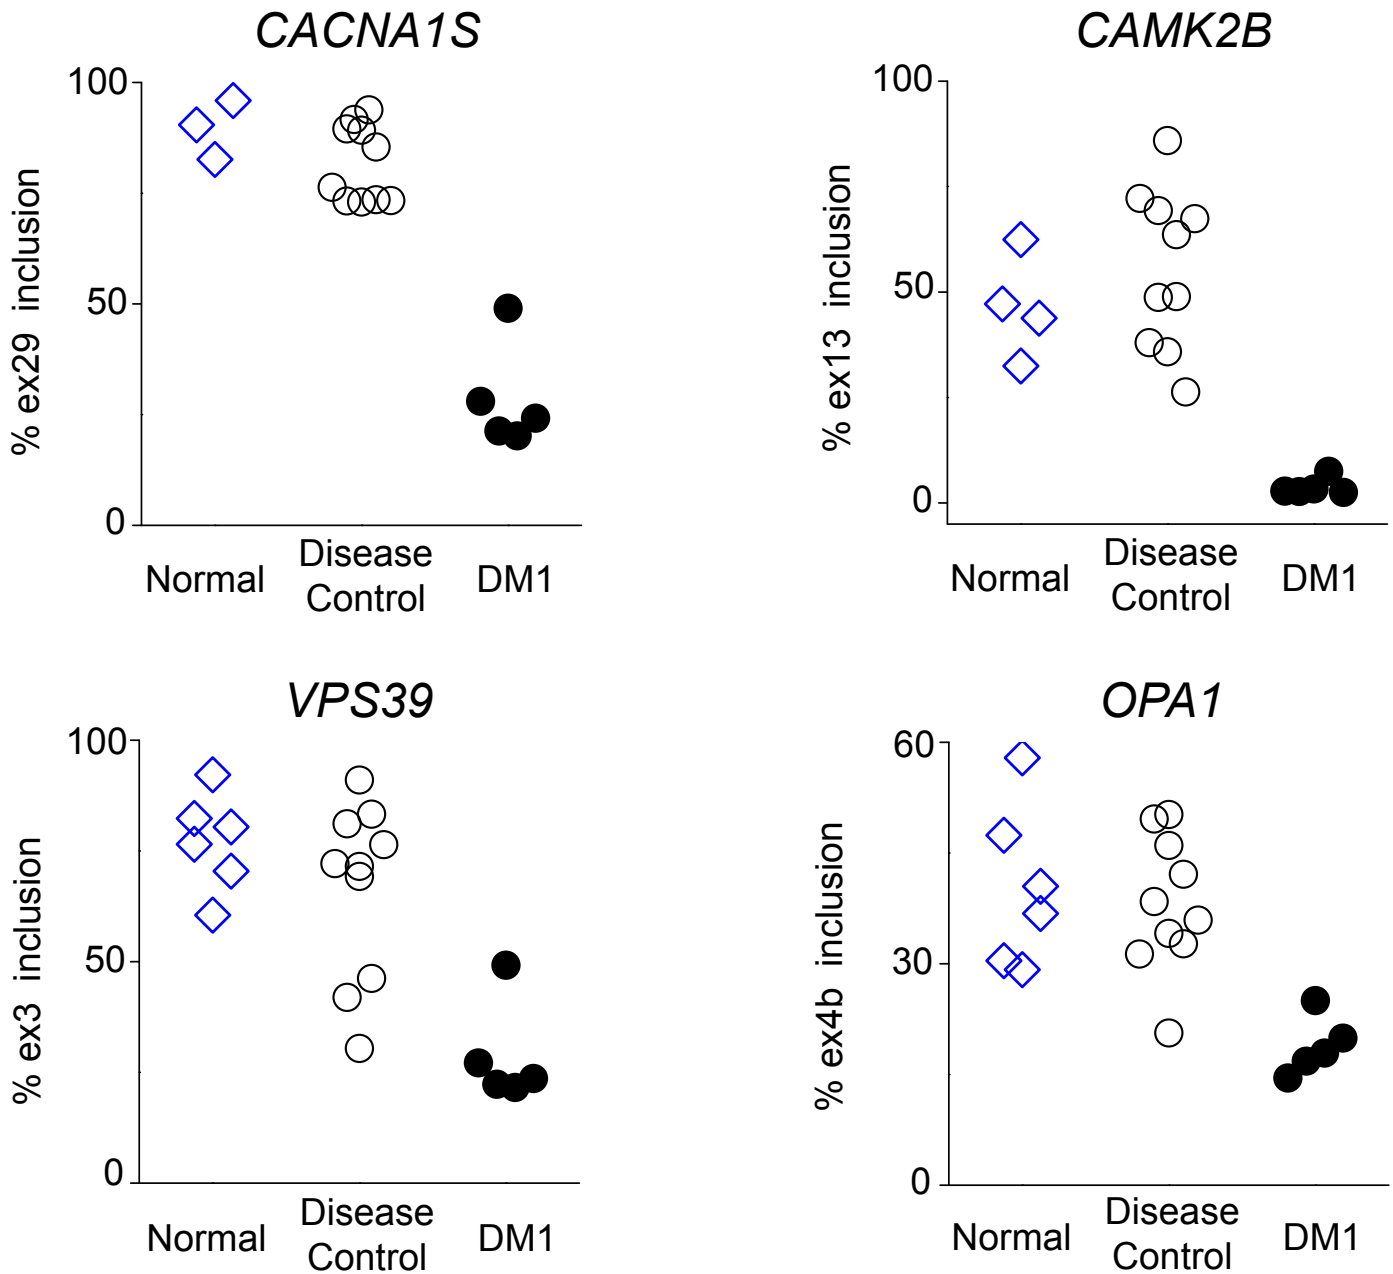 CACNA1S
100
50
0
% ex29 inclusion
Normal
Disease
Control
DM1
CAMK2B
100
50
0
% ex13 inclusion
Normal
Disease
Control
DM1
VPS39
100
50
0
% ex3 inclusion
Normal
Disease
Control
DM1
OPA1
60
30
0
% ex4b inclusion
Normal
Disease
Control
DM1